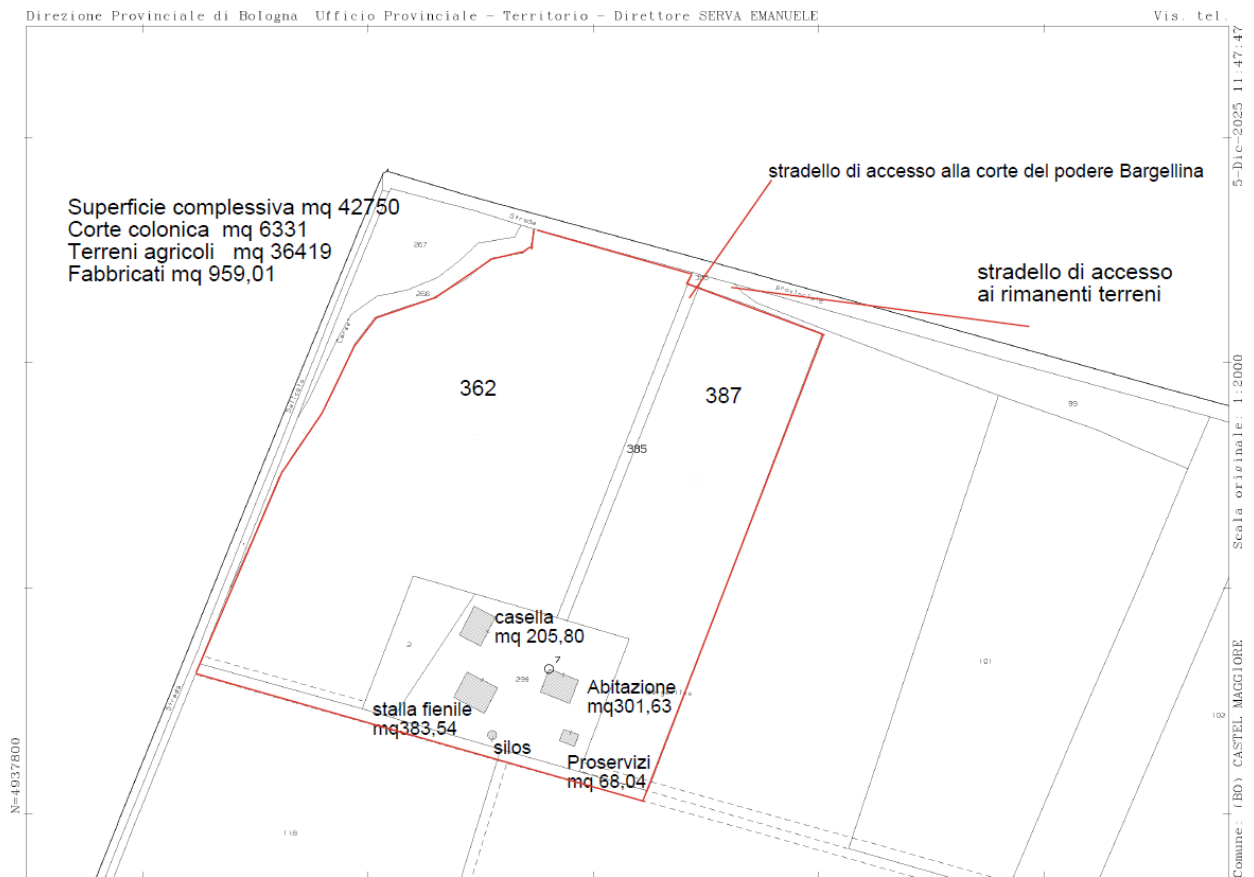 Direzione Provinciale di Bologna Ufficio Provinciale - Territorio - Direttore SERVA EMANUELE
Vis. tel.
5-Dic-2025 11:47:47
stradello di accesso alla corte del podere Bargellina
Superficie complessiva mq 42750
Corte colonica mq 6331
Terreni agricoli mq 36419
Fabbricati mq 959,01
Strada
267
stradello di accesso
ai rimanenti terreni
provinciale
266
Saliceto
362
387
99
385
Scala originale: 1:2000
casella
mq 205,80
2
7
296
101
Abitazione
mq301,63
stalla fienile
mq383,54
Strada
102
silos
Proservizi
mq 68,04
N=4937800
118
Comune: (BO) CASTEL MAGGIORE